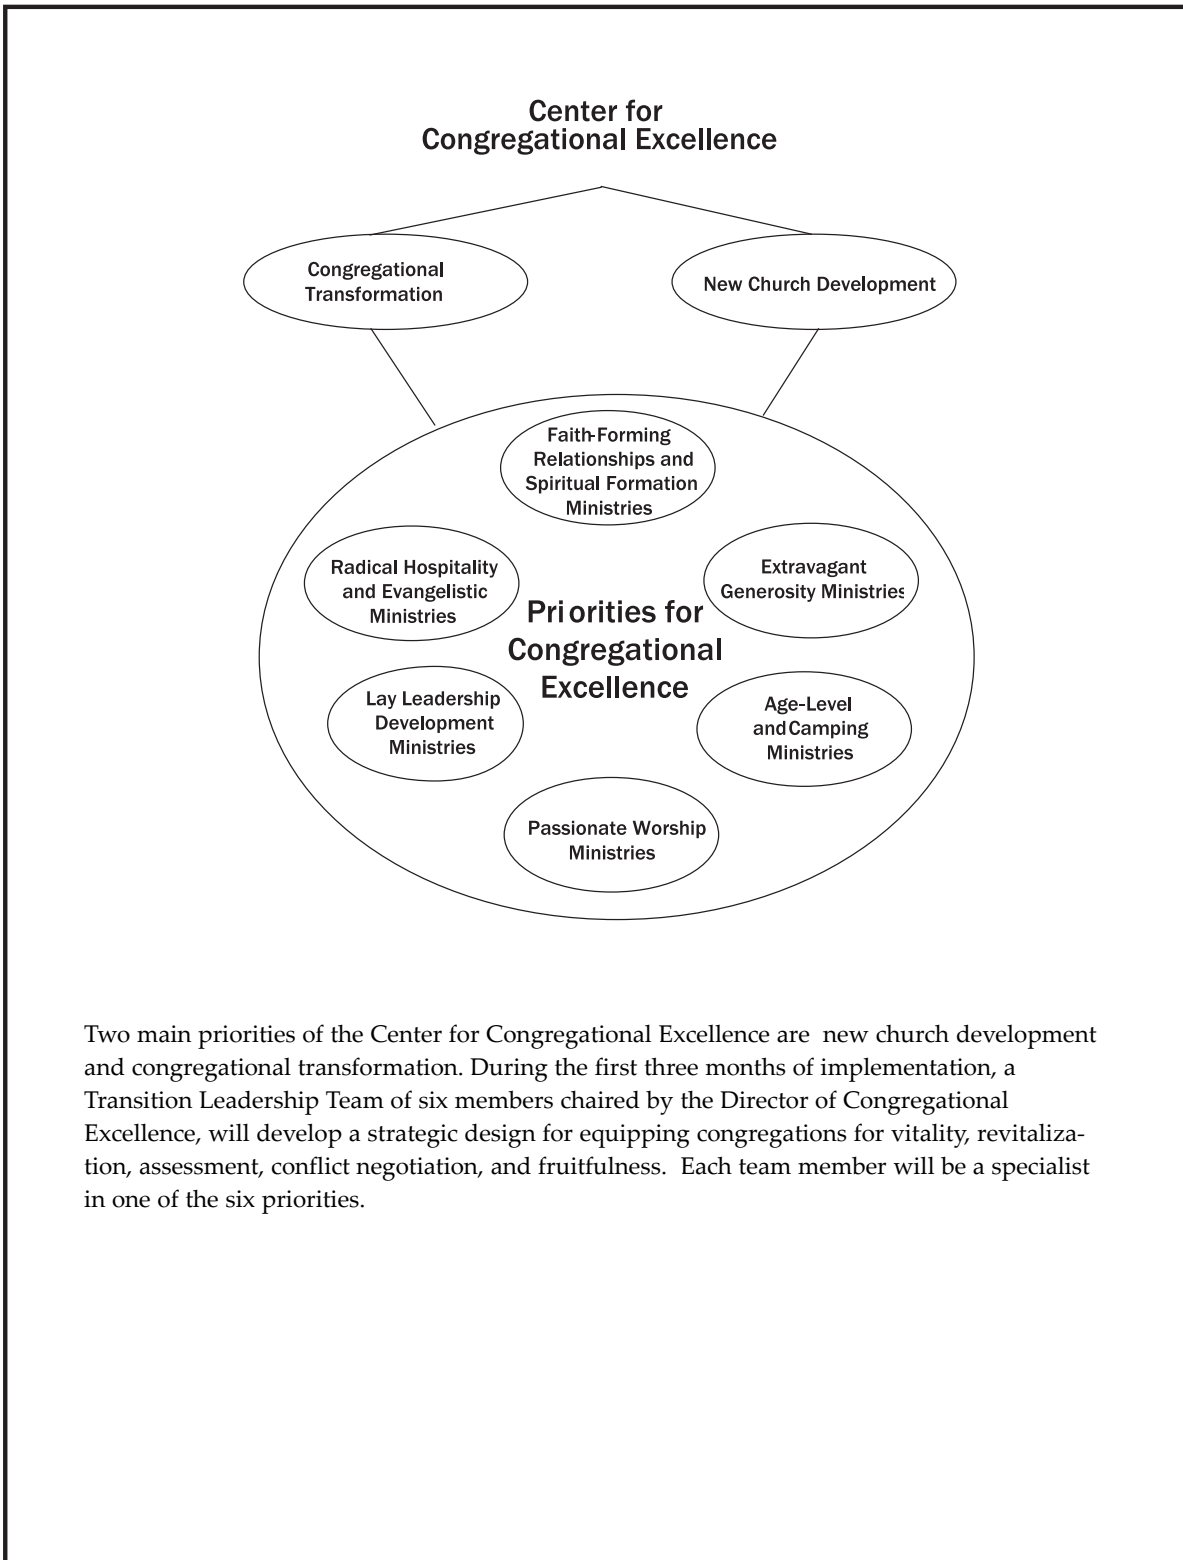 Center for
Congregational Excellence
Congregational
Transformation
New Church Development
Faith-Forming
Relationships and
Spiritual Formation
Ministries
Radical Hospitality
and Evangelistic
Ministries
Extravagant
Generosity Ministries
Priorities for
Congregational
Excellence
Lay Leadership
Development
Ministries
Age-Level
and Camping
Ministries
Passionate Worship
Ministries
Two main priorities of the Center for Congregational Excellence are  new church development
and congregational transformation. During the first three months of implementation, a
Transition Leadership Team of six members chaired by the Director of Congregational
Excellence, will develop a strategic design for equipping congregations for vitality, revitaliza-
tion, assessment, conflict negotiation, and fruitfulness.  Each team member will be a specialist
in one of the six priorities.